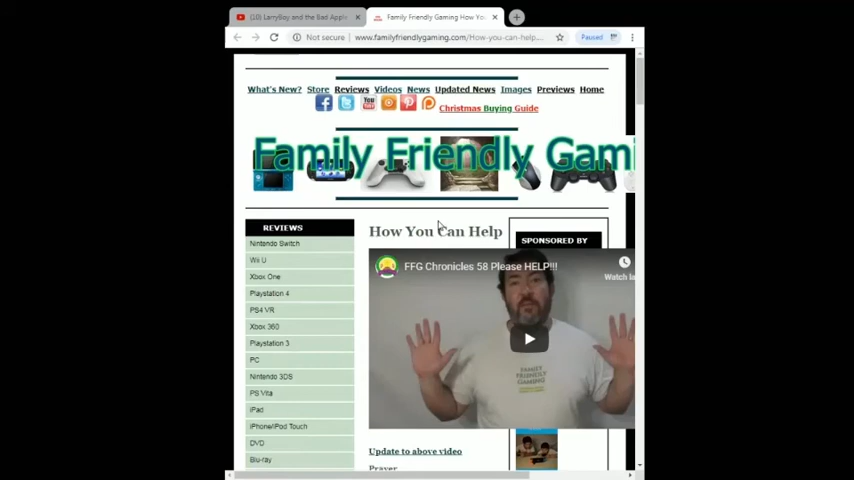 (10) LarryBoy and the Bad Apple
Family Friendly Gaming How Yo
Not secure
www.familyfriendlygaming.com/How-you-can-help....
Paused
What's New? Store Reviews Videos News Updated News Images Previews Home
Christmas Buying Guide
Family Friendly Gami
REVIEWS
Nintendo Switch
Wii U
Xbox One
Playstation 4
PS4 VR
Xbox 360
Playstation 3
PC
Nintendo 3DS
PS Vita
iPad
iPhone/iPod Touch
DVD
Blu-ray
How You Can Help
SPONSORED BY
FFG Chronicles 58 Please HELP!!!
Watch la
FAMILY
FRIENDLY
GAMING
Update to above video
Prayer